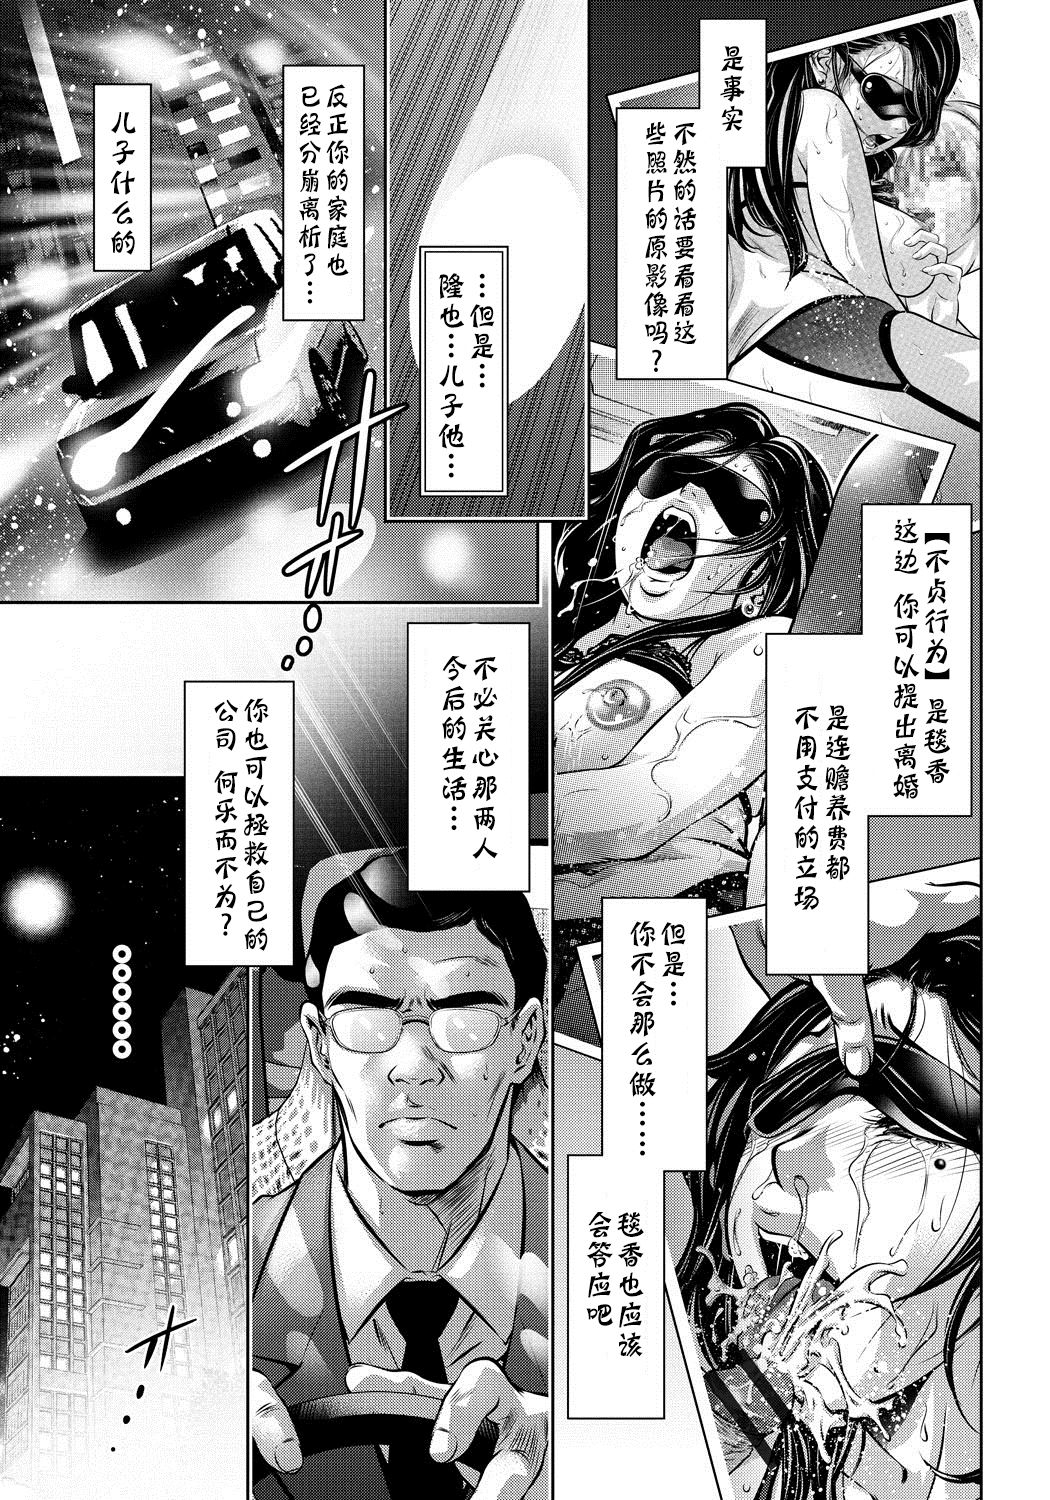 是事实
不然的话要看看这
些照片的原影像吗？
…但是…
隆也…儿子他…
反正你的家庭也
已经分崩离析了…
儿子什么的
【不贞行为】是毯香
这边 你可以提出离婚
是连赡养费都
不用支付的立场
但是…
你不会那么做……
毯香也应该
会答应吧
不必关心那两人
今后的生活…
你也可以拯救自己的
公司 何乐而不为？